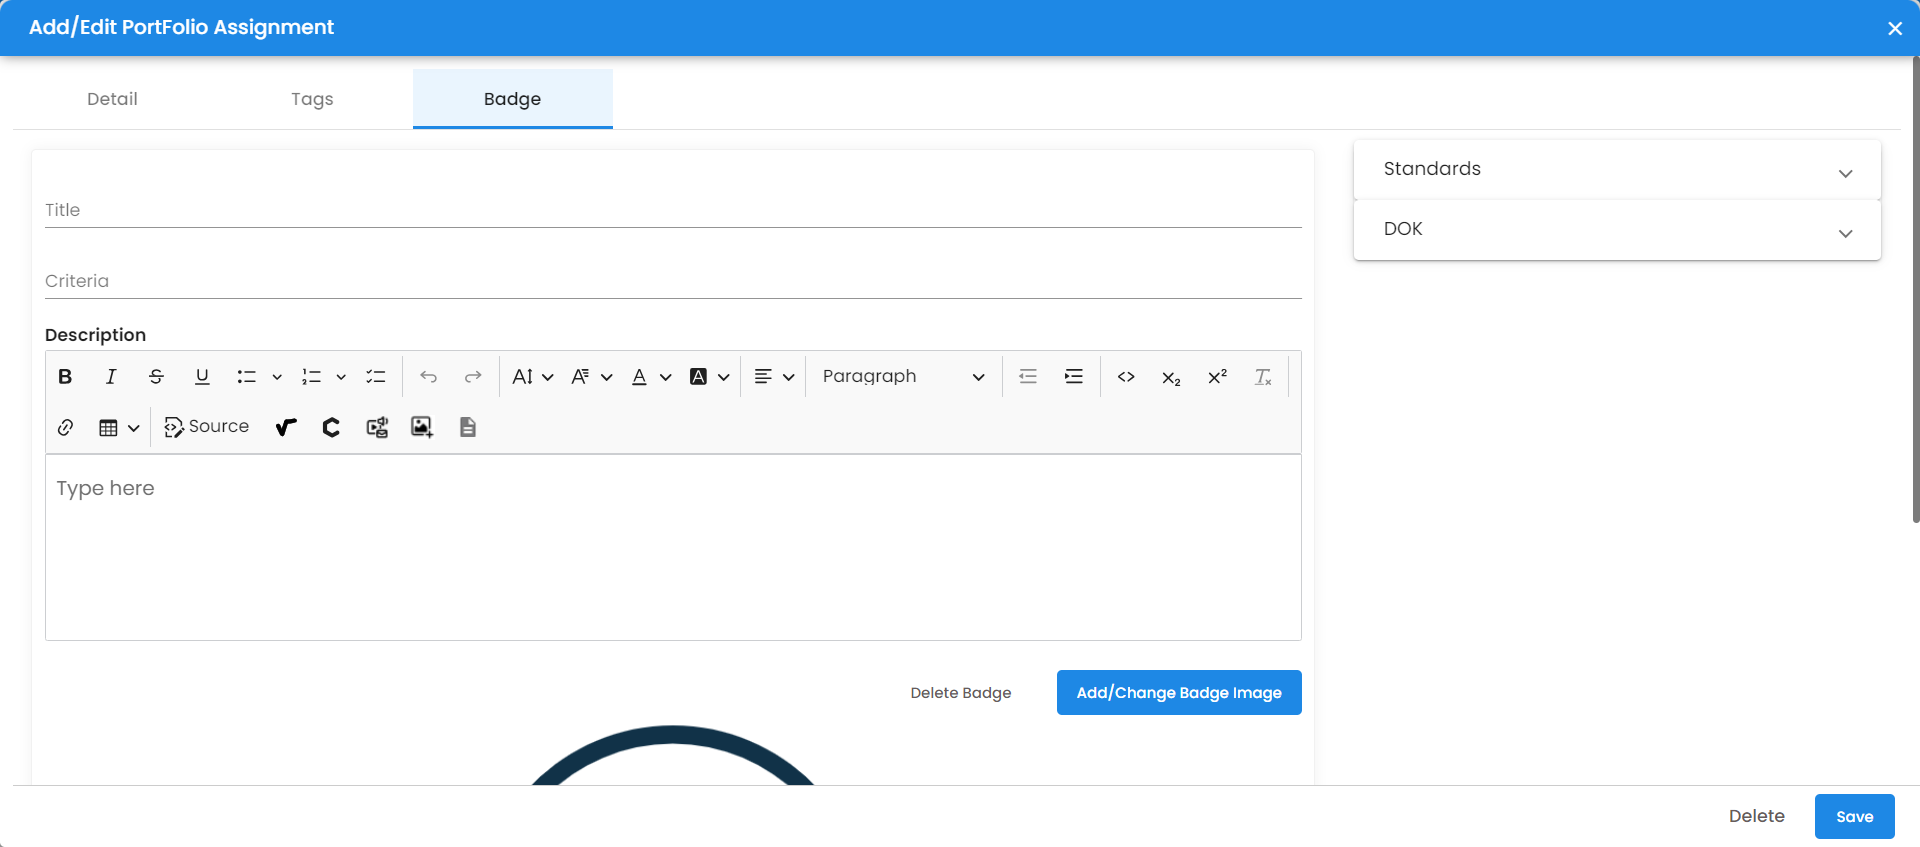 Add/Edit PortFolio Assignment
Detail Tags Badge
Standards
DOK
Title
Criteria
Description
Paragraph
Source
Type here
Delete Badge Add/Change Badge Image
Delete Save